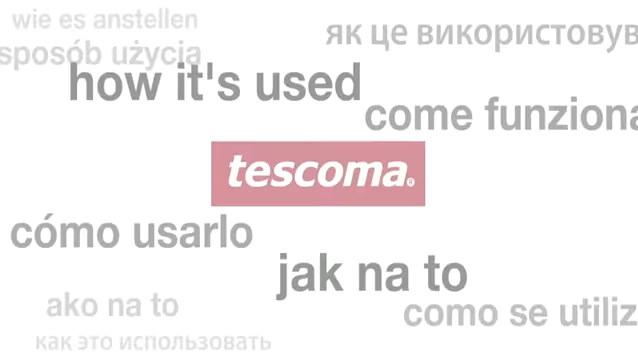 wie es anstellen
як це використовув
sposób użycia
how it's used
come funziona
tescoma®
cómo usarlo
jak na to
ako na to
como se utiliz
как это использовать